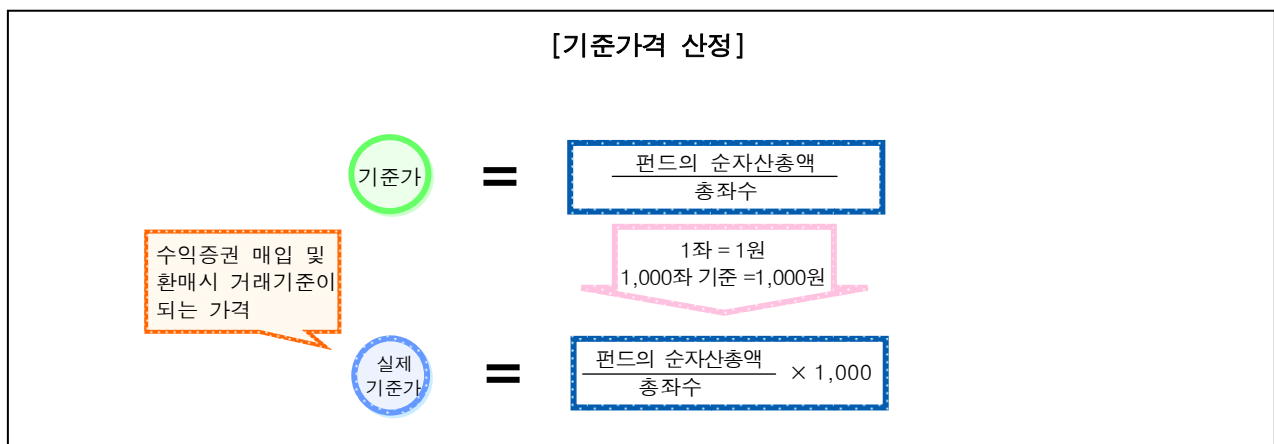 [기준가격 산정]
기준가
=
펀드의 순자산총액
총좌수
1좌 = 1원
1,000좌 기준 =1,000원
수익증권 매입 및
환매시 거래기준이
되는 가격
실제
기준가
=
펀드의 순자산총액
총좌수
× 1,000